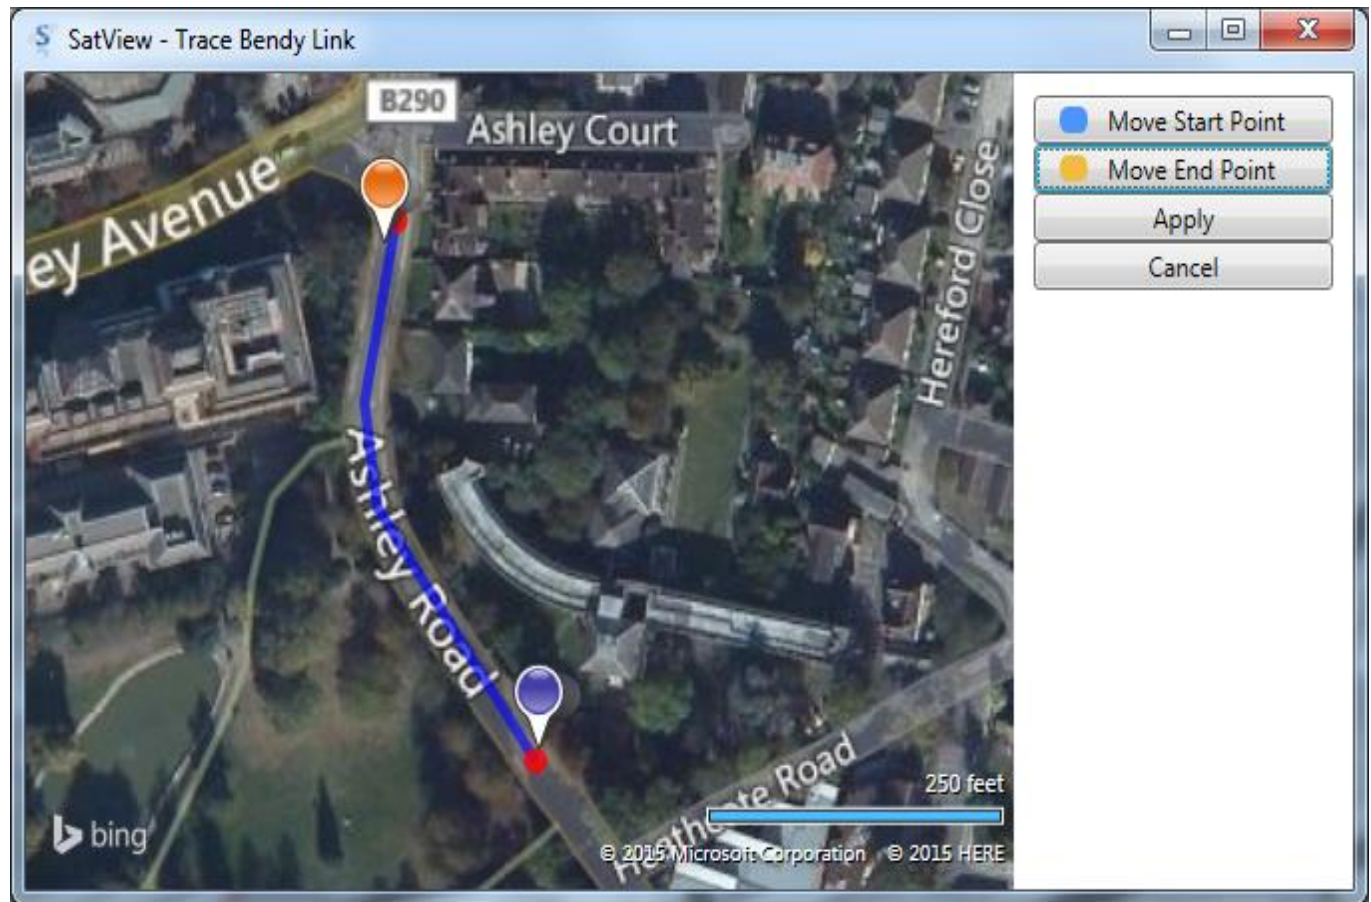 SatView - Trace Bendy Link
B290
Ashley Court
ey Avenue
Hereford Close
Ashley Road
Heathcote Road
250 feet
bing
© 2015 Microsoft Corporation © 2015 HERE
Move Start Point
Move End Point
Apply
Cancel